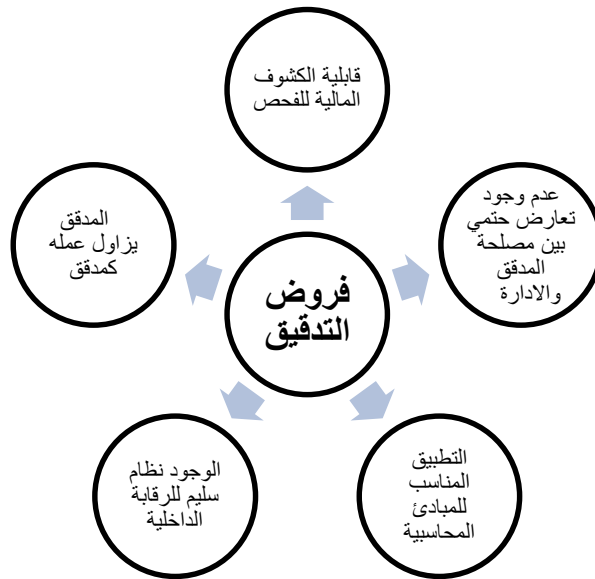 قابلية الكشوف
المالية للفحص
عدم وجود
تعارض حتمي
بين مصلحة
المدقق
والادارة
التطبيق
المناسب
للمبادئ
المحاسبية
الوجود نظام
سليم للرقابة
الداخلية
المدقق
يزاول عمله
كمدقق
فروض
التدقيق